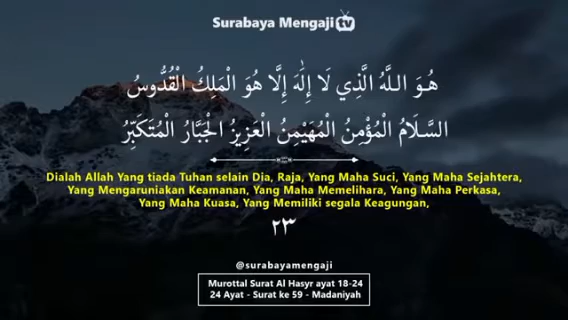 Surabaya Mengaji tv
هُوَ اللَّهُ الَّذِي لَا إِلَٰهَ إِلَّا هُوَ الْمَلِكُ الْقُدُّوسُ
السَّلَامُ الْمُؤْمِنُ الْمُهَيْمِنُ الْعَزِيزُ الْجَبَّارُ الْمُتَكَبِّرُ
Dialah Allah Yang tiada Tuhan selain Dia, Raja, Yang Maha Suci, Yang Maha Sejahtera,
Yang Mengaruniakan Keamanan, Yang Maha Memelihara, Yang Maha Perkasa,
Yang Maha Kuasa, Yang Memiliki segala Keagungan,
٢٣
@surabayamengaji
Murottal Surat Al Hasyr ayat 18-24
24 Ayat - Surat ke 59 - Madaniyah